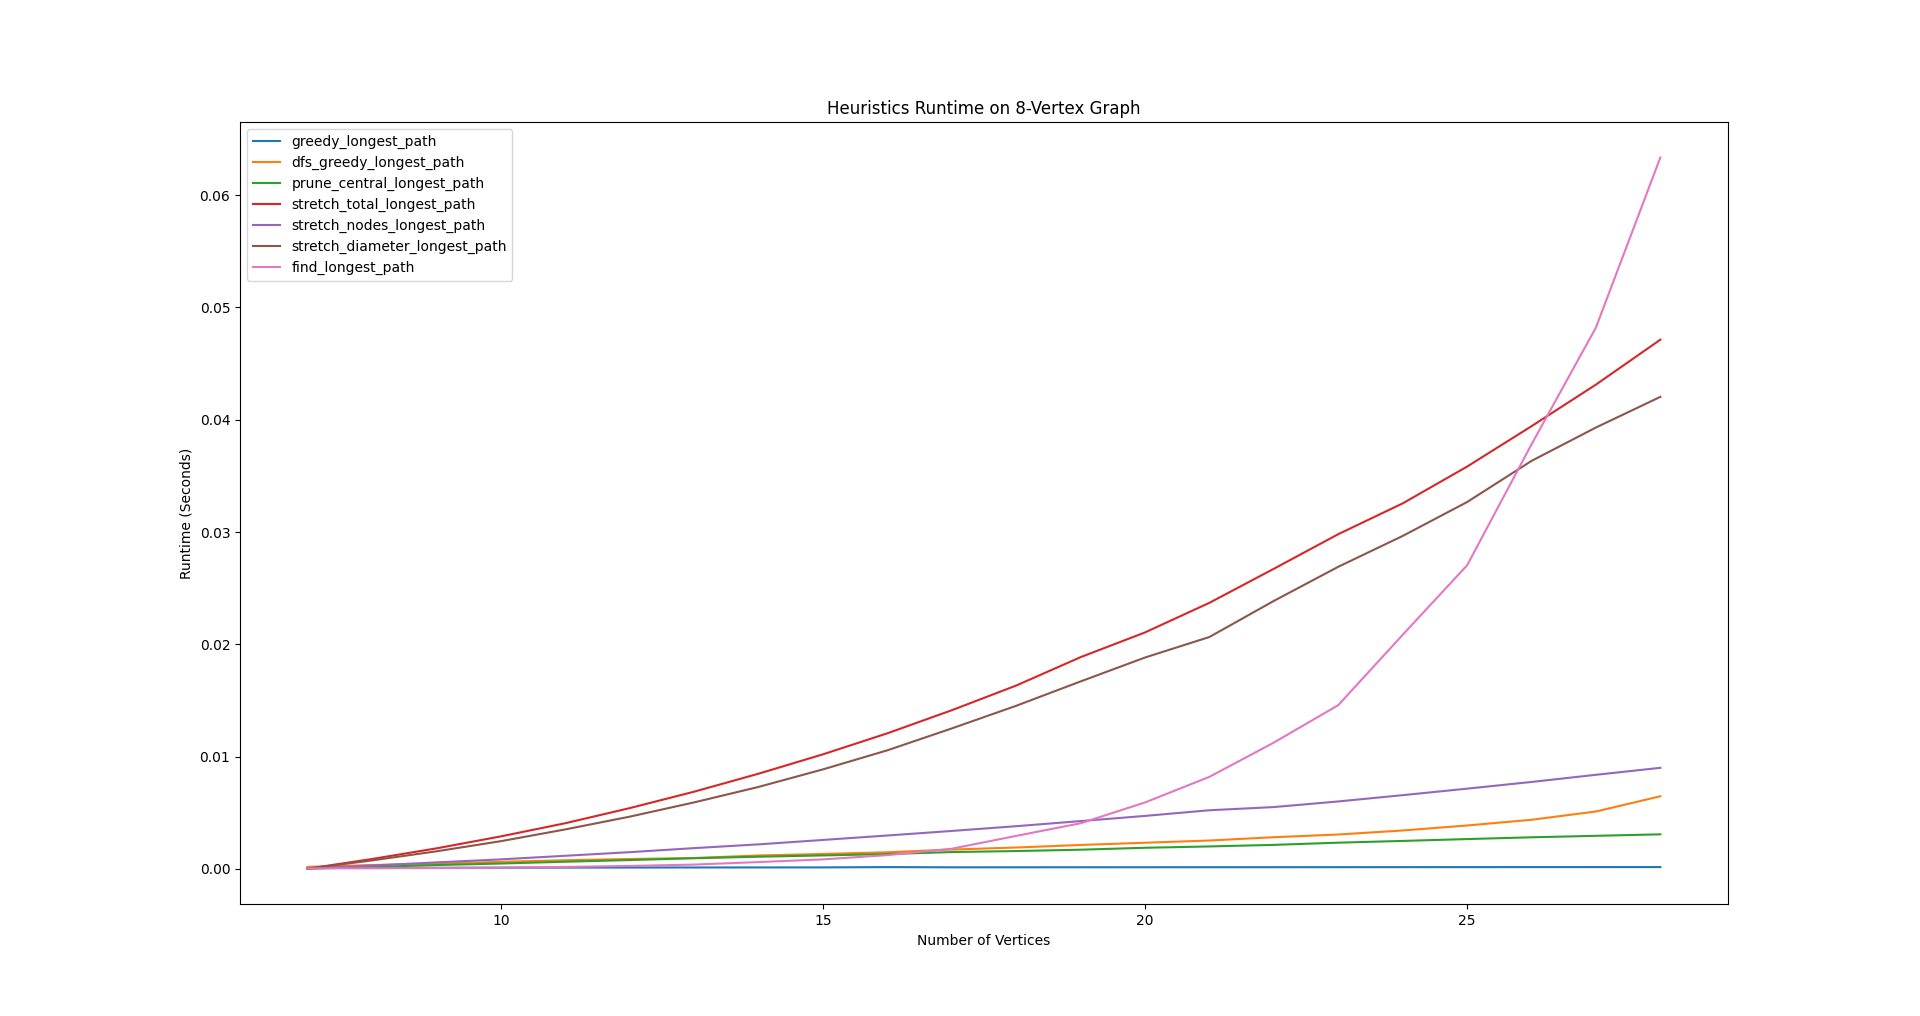 Heuristics Runtime on 8-Vertex Graph
greedy_longest_path
dfs_greedy_longest_path
prune_central_longest_path
stretch_total_longest_path
stretch_nodes_longest_path
stretch_diameter_longest_path
find_longest_path
0.06
0.05
0.04
0.03
0.02
0.01
0.00
Runtime (Seconds)
10 15 20 25
Number of Vertices